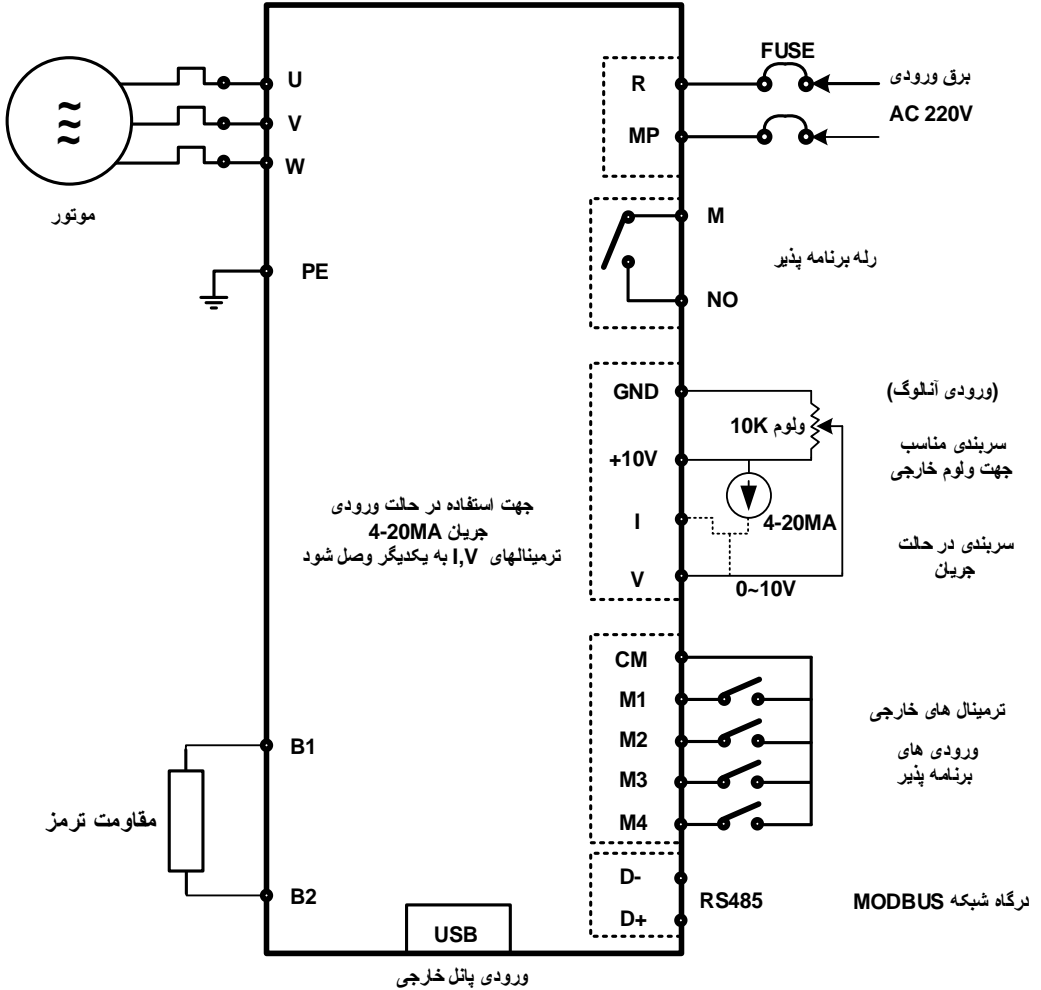 FUSE
R
برق ورودی
AC 220V
MP
U
V
W
موتور
PE
M
رله برنامه پذیر
NO
GND
(ورودی آنالوگ)
ولوم 10K
سربندی مناسب
جهت ولوم خارجی
+10V
4-20MA
I
سربندی در حالت
جریان
V
0~10V
جهت استفاده در حالت ورودی
جریان 4-20MA
ترمینالهای I,V به یکدیگر وصل شود
CM
M1
M2
M3
M4
ترمینال های خارجی
ورودی های
برنامه پذیر
B1
مقاومت ترمز
B2
D-
D+
RS485
درگاه شبکه MODBUS
USB
ورودی پانل خارجی